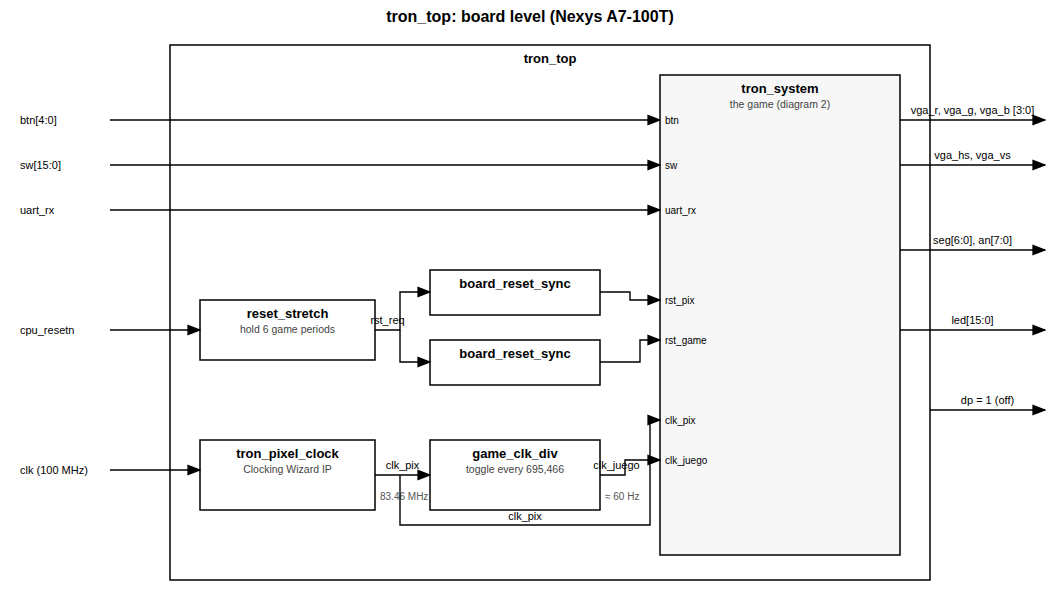 tron_top: board level (Nexys A7-100T)
tron_top
tron_system
the game (diagram 2)
btn[4:0]
btn
vga_r, vga_g, vga_b [3:0]
sw[15:0]
sw
vga_hs, vga_vs
uart_rx
uart_rx
seg[6:0], an[7:0]
board_reset_sync
rst_pix
reset_stretch
hold 6 game periods
rst_req
cpu_resetn
board_reset_sync
rst_game
led[15:0]
dp = 1 (off)
clk_pix
tron_pixel_clock
Clocking Wizard IP
clk (100 MHz)
clk_pix
83.46 MHz
game_clk_div
toggle every 695,466
clk_juego
≈ 60 Hz
clk_juego
clk_pix